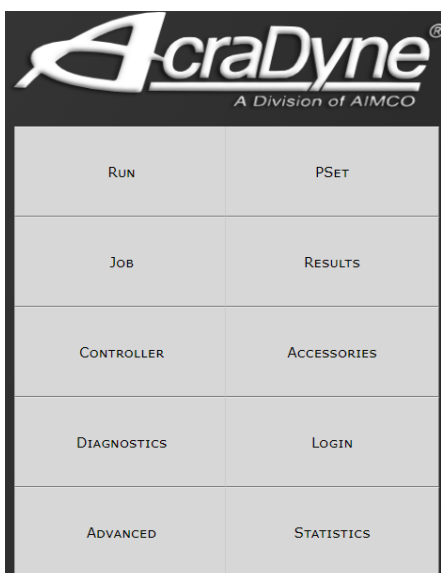 AcraDyne®
A Division of AIMCO
Run PSet
Job Results
Controller Accessories
Diagnostics Login
Advanced Statistics